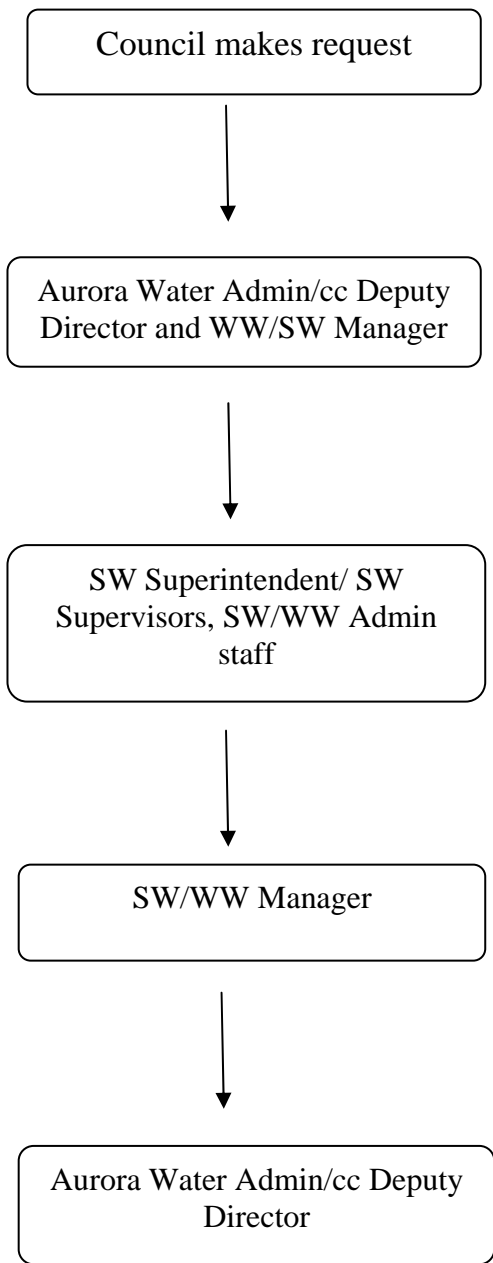 Council makes request
Aurora Water Admin/cc Deputy
Director and WW/SW Manager
SW Superintendent/ SW
Supervisors, SW/WW Admin
staff
SW/WW Manager
Aurora Water Admin/cc Deputy
Director